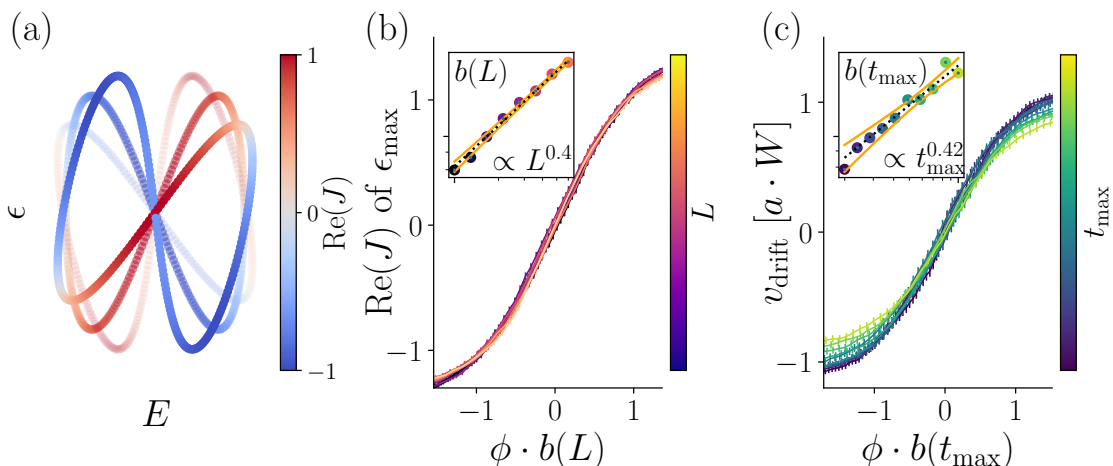 (a)
ϵ
E
1
0
−1
Re(J)
(b)
Re(J) of ϵ_max
1
0
−1
b(L)
∝ L^0.4
−1
0
1
ϕ · b(L)
L
(c)
v_drift [a · W]
1
0
−1
b(t_max)
∝ t_max^0.42
−1
0
1
ϕ · b(t_max)
t_max